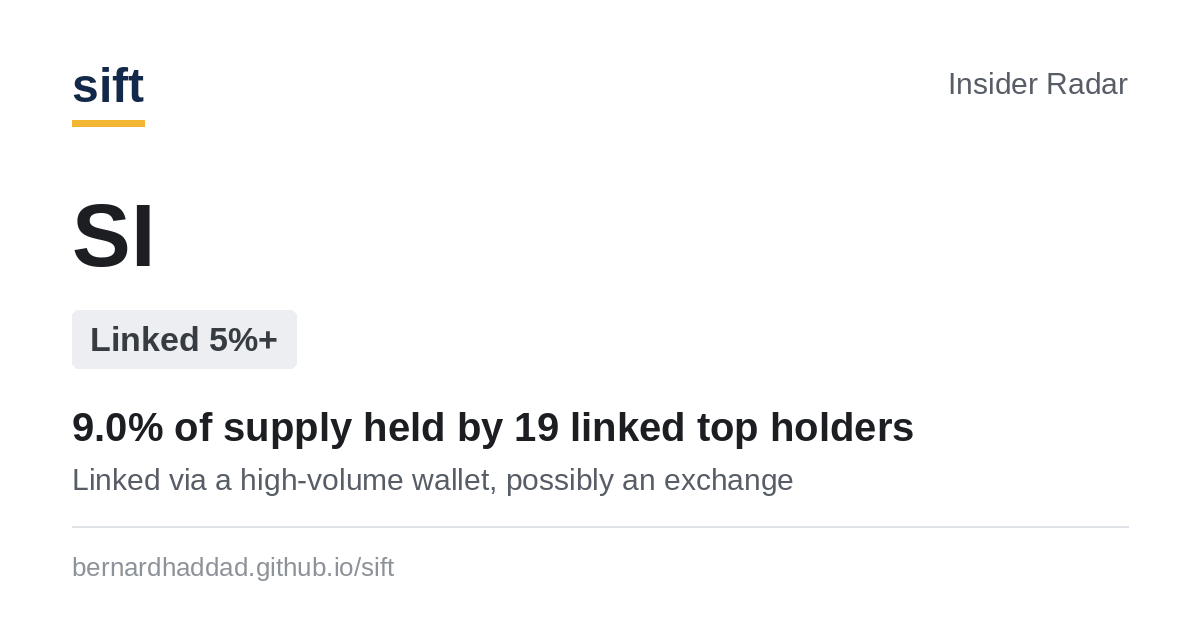 sift
Insider Radar
SI
Linked 5%+
9.0% of supply held by 19 linked top holders
Linked via a high-volume wallet, possibly an exchange
bernardhaddad.github.io/sift